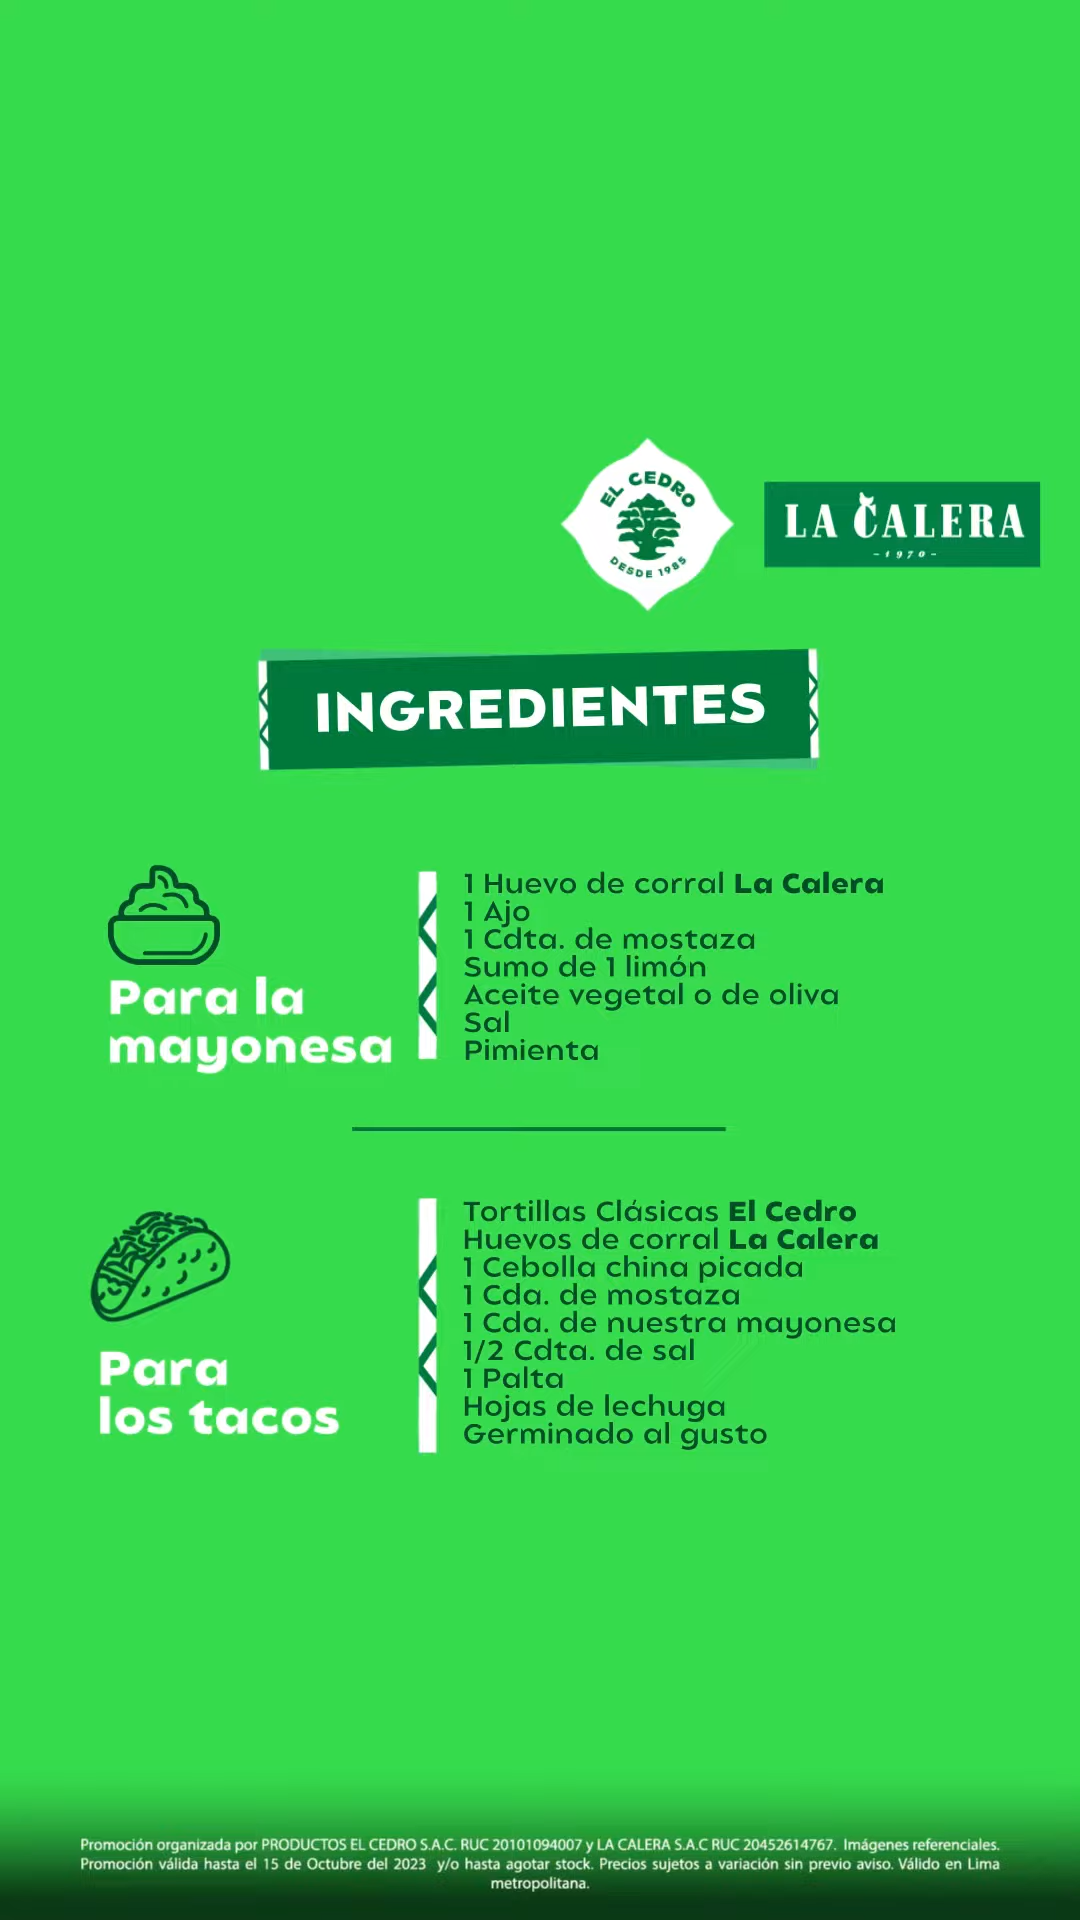 EL CEDRO
DESDE 1985
LA CALERA
-1970-
INGREDIENTES
Para la
mayonesa
1 Huevo de corral La Calera
1 Ajo
1 Cdta. de mostaza
Sumo de 1 limón
Aceite vegetal o de oliva
Sal
Pimienta
Para
los tacos
Tortillas Clásicas El Cedro
Huevos de corral La Calera
1 Cebolla china picada
1 Cda. de mostaza
1 Cda. de nuestra mayonesa
1/2 Cdta. de sal
1 Palta
Hojas de lechuga
Germinado al gusto
Promoción organizada por PRODUCTOS EL CEDRO S.A.C. RUC 20101094007 y LA CALERA S.A.C RUC 20452614767. Imágenes referenciales.
Promoción válida hasta el 15 de Octubre del 2023 y/o hasta agotar stock. Precios sujetos a variación sin previo aviso. Válido en Lima
metropolitana.